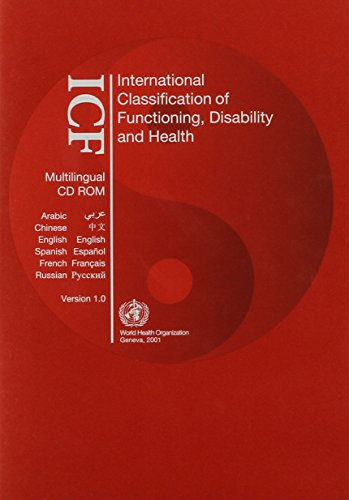 ICF
International
Classification of
Functioning, Disability
and Health
Multilingual
CD ROM
Arabic عربي
Chinese 中文
English English
Spanish Español
French Français
Russian Русский
Version 1.0
World Health Organization
Geneva, 2001